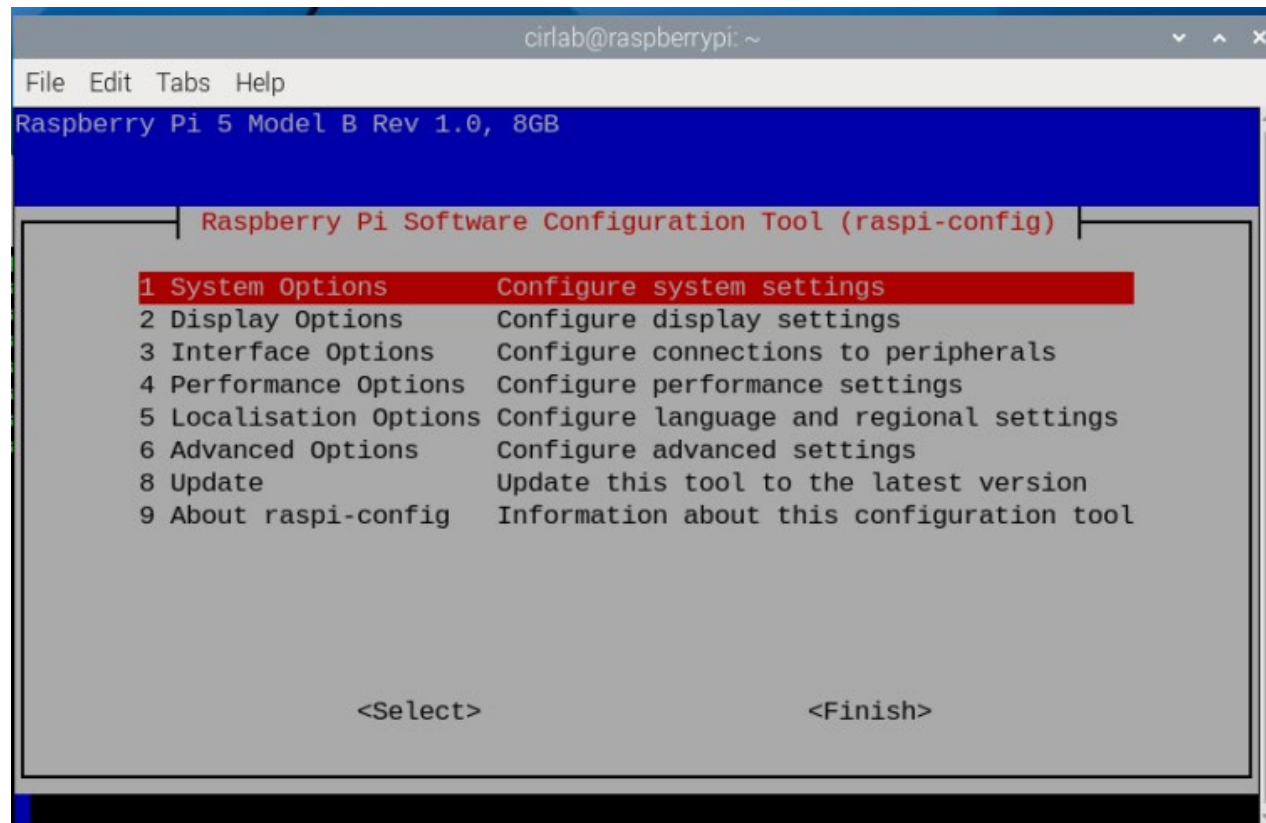 cirlab@raspberrypi: ~
File Edit Tabs Help
Raspberry Pi 5 Model B Rev 1.0, 8GB
Raspberry Pi Software Configuration Tool (raspi-config)
1 System Options Configure system settings
2 Display Options Configure display settings
3 Interface Options Configure connections to peripherals
4 Performance Options Configure performance settings
5 Localisation Options Configure language and regional settings
6 Advanced Options Configure advanced settings
8 Update Update this tool to the latest version
9 About raspi-config Information about this configuration tool
<Select> <Finish>